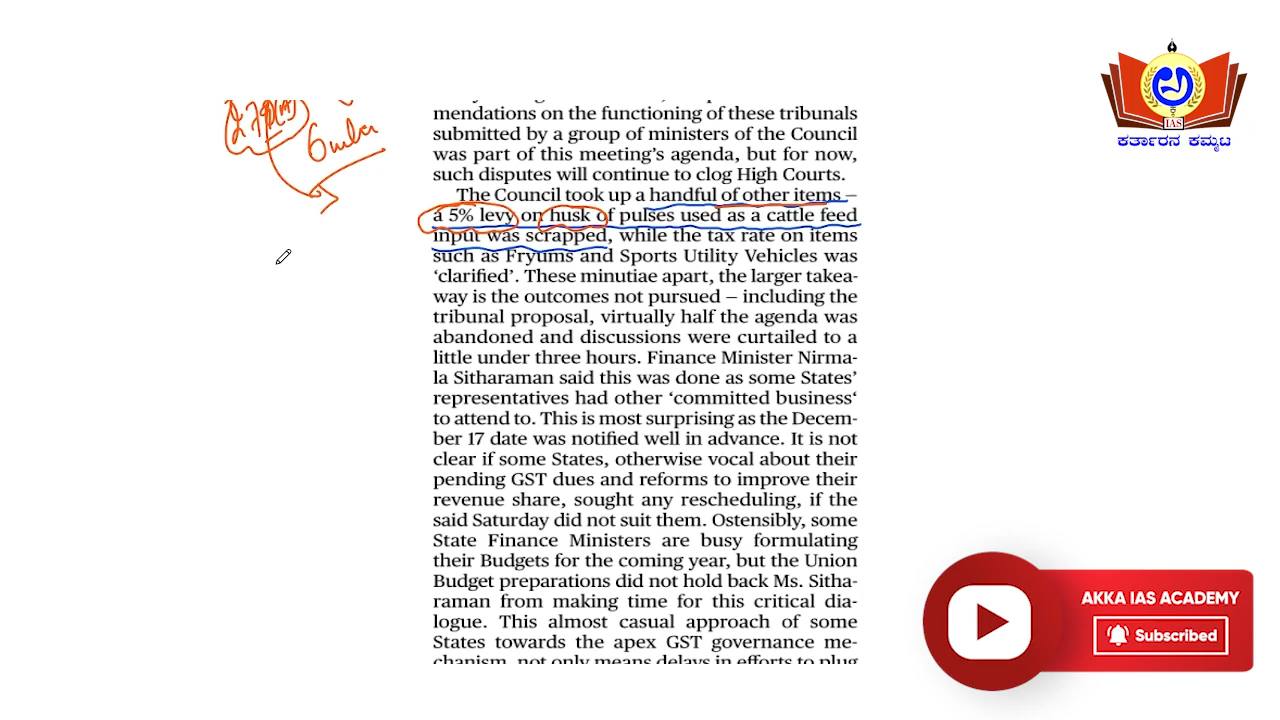 mendations on the functioning of these tribunals
submitted by a group of ministers of the Council
was part of this meeting's agenda, but for now,
such disputes will continue to clog High Courts.
The Council took up a handful of other items –
a 5% levy on husk of pulses used as a cattle feed
input was scrapped, while the tax rate on items
such as Fryums and Sports Utility Vehicles was
‘clarified’. These minutiae apart, the larger takea-
way is the outcomes not pursued – including the
tribunal proposal, virtually half the agenda was
abandoned and discussions were curtailed to a
little under three hours. Finance Minister Nirma-
la Sitharaman said this was done as some States’
representatives had other ‘committed business‘
to attend to. This is most surprising as the Decem-
ber 17 date was notified well in advance. It is not
clear if some States, otherwise vocal about their
pending GST dues and reforms to improve their
revenue share, sought any rescheduling, if the
said Saturday did not suit them. Ostensibly, some
State Finance Ministers are busy formulating
their Budgets for the coming year, but the Union
Budget preparations did not hold back Ms. Sitha-
raman from making time for this critical dia-
logue. This almost casual approach of some
States towards the apex GST governance me-
chanism, not only means delays in efforts to plug
IAS
ಕರ್ತಾರನ ಕಮ್ಮಟ
AKKA IAS ACADEMY
Subscribed